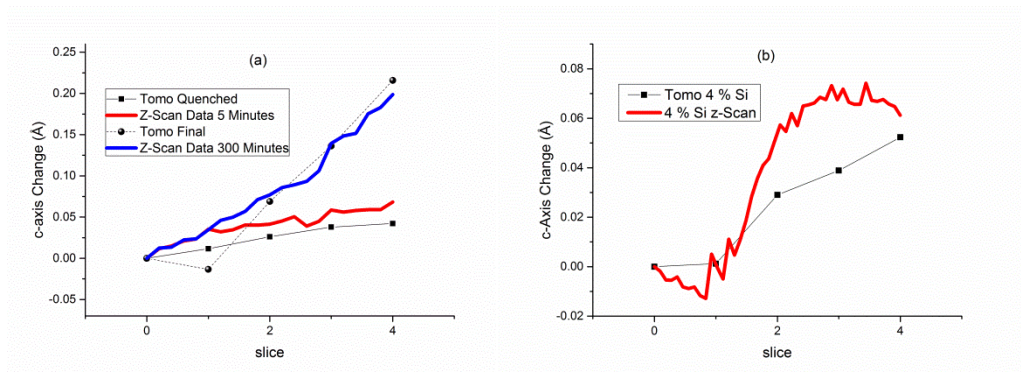 (a)
Tomo Quenched
Z-Scan Data 5 Minutes
Tomo Final
Z-Scan Data 300 Minutes
c-axis Change (Å)
0.25
0.20
0.15
0.10
0.05
0.00
-0.05
0 2 4
slice
(b)
Tomo 4 % Si
4 % Si z-Scan
c-Axis Change (Å)
0.08
0.06
0.04
0.02
0.00
-0.02
0 2 4
slice